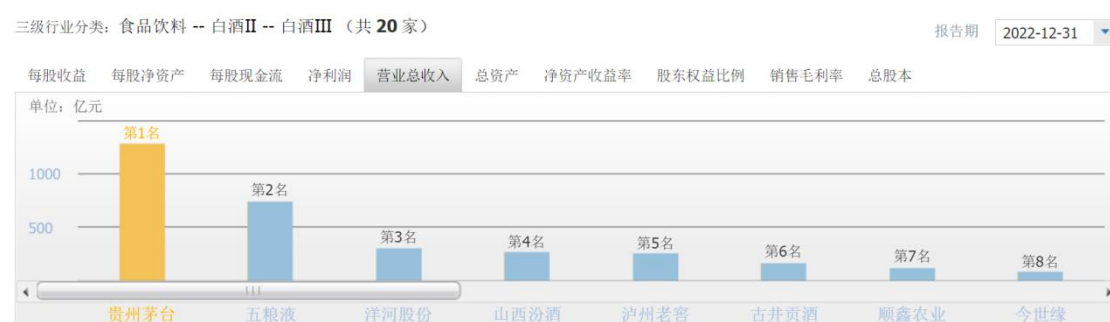 三级行业分类：食品饮料 -- 白酒II -- 白酒III （共 20 家）
报告期 2022-12-31
每股收益 每股净资产 每股现金流 净利润 营业总收入 总资产 净资产收益率 股东权益比例 销售毛利率 总股本
单位：亿元
第1名
1000
第2名
500
第3名 第4名 第5名 第6名 第7名 第8名
贵州茅台 五粮液 洋河股份 山西汾酒 泸州老窖 古井贡酒 顺鑫农业 今世缘